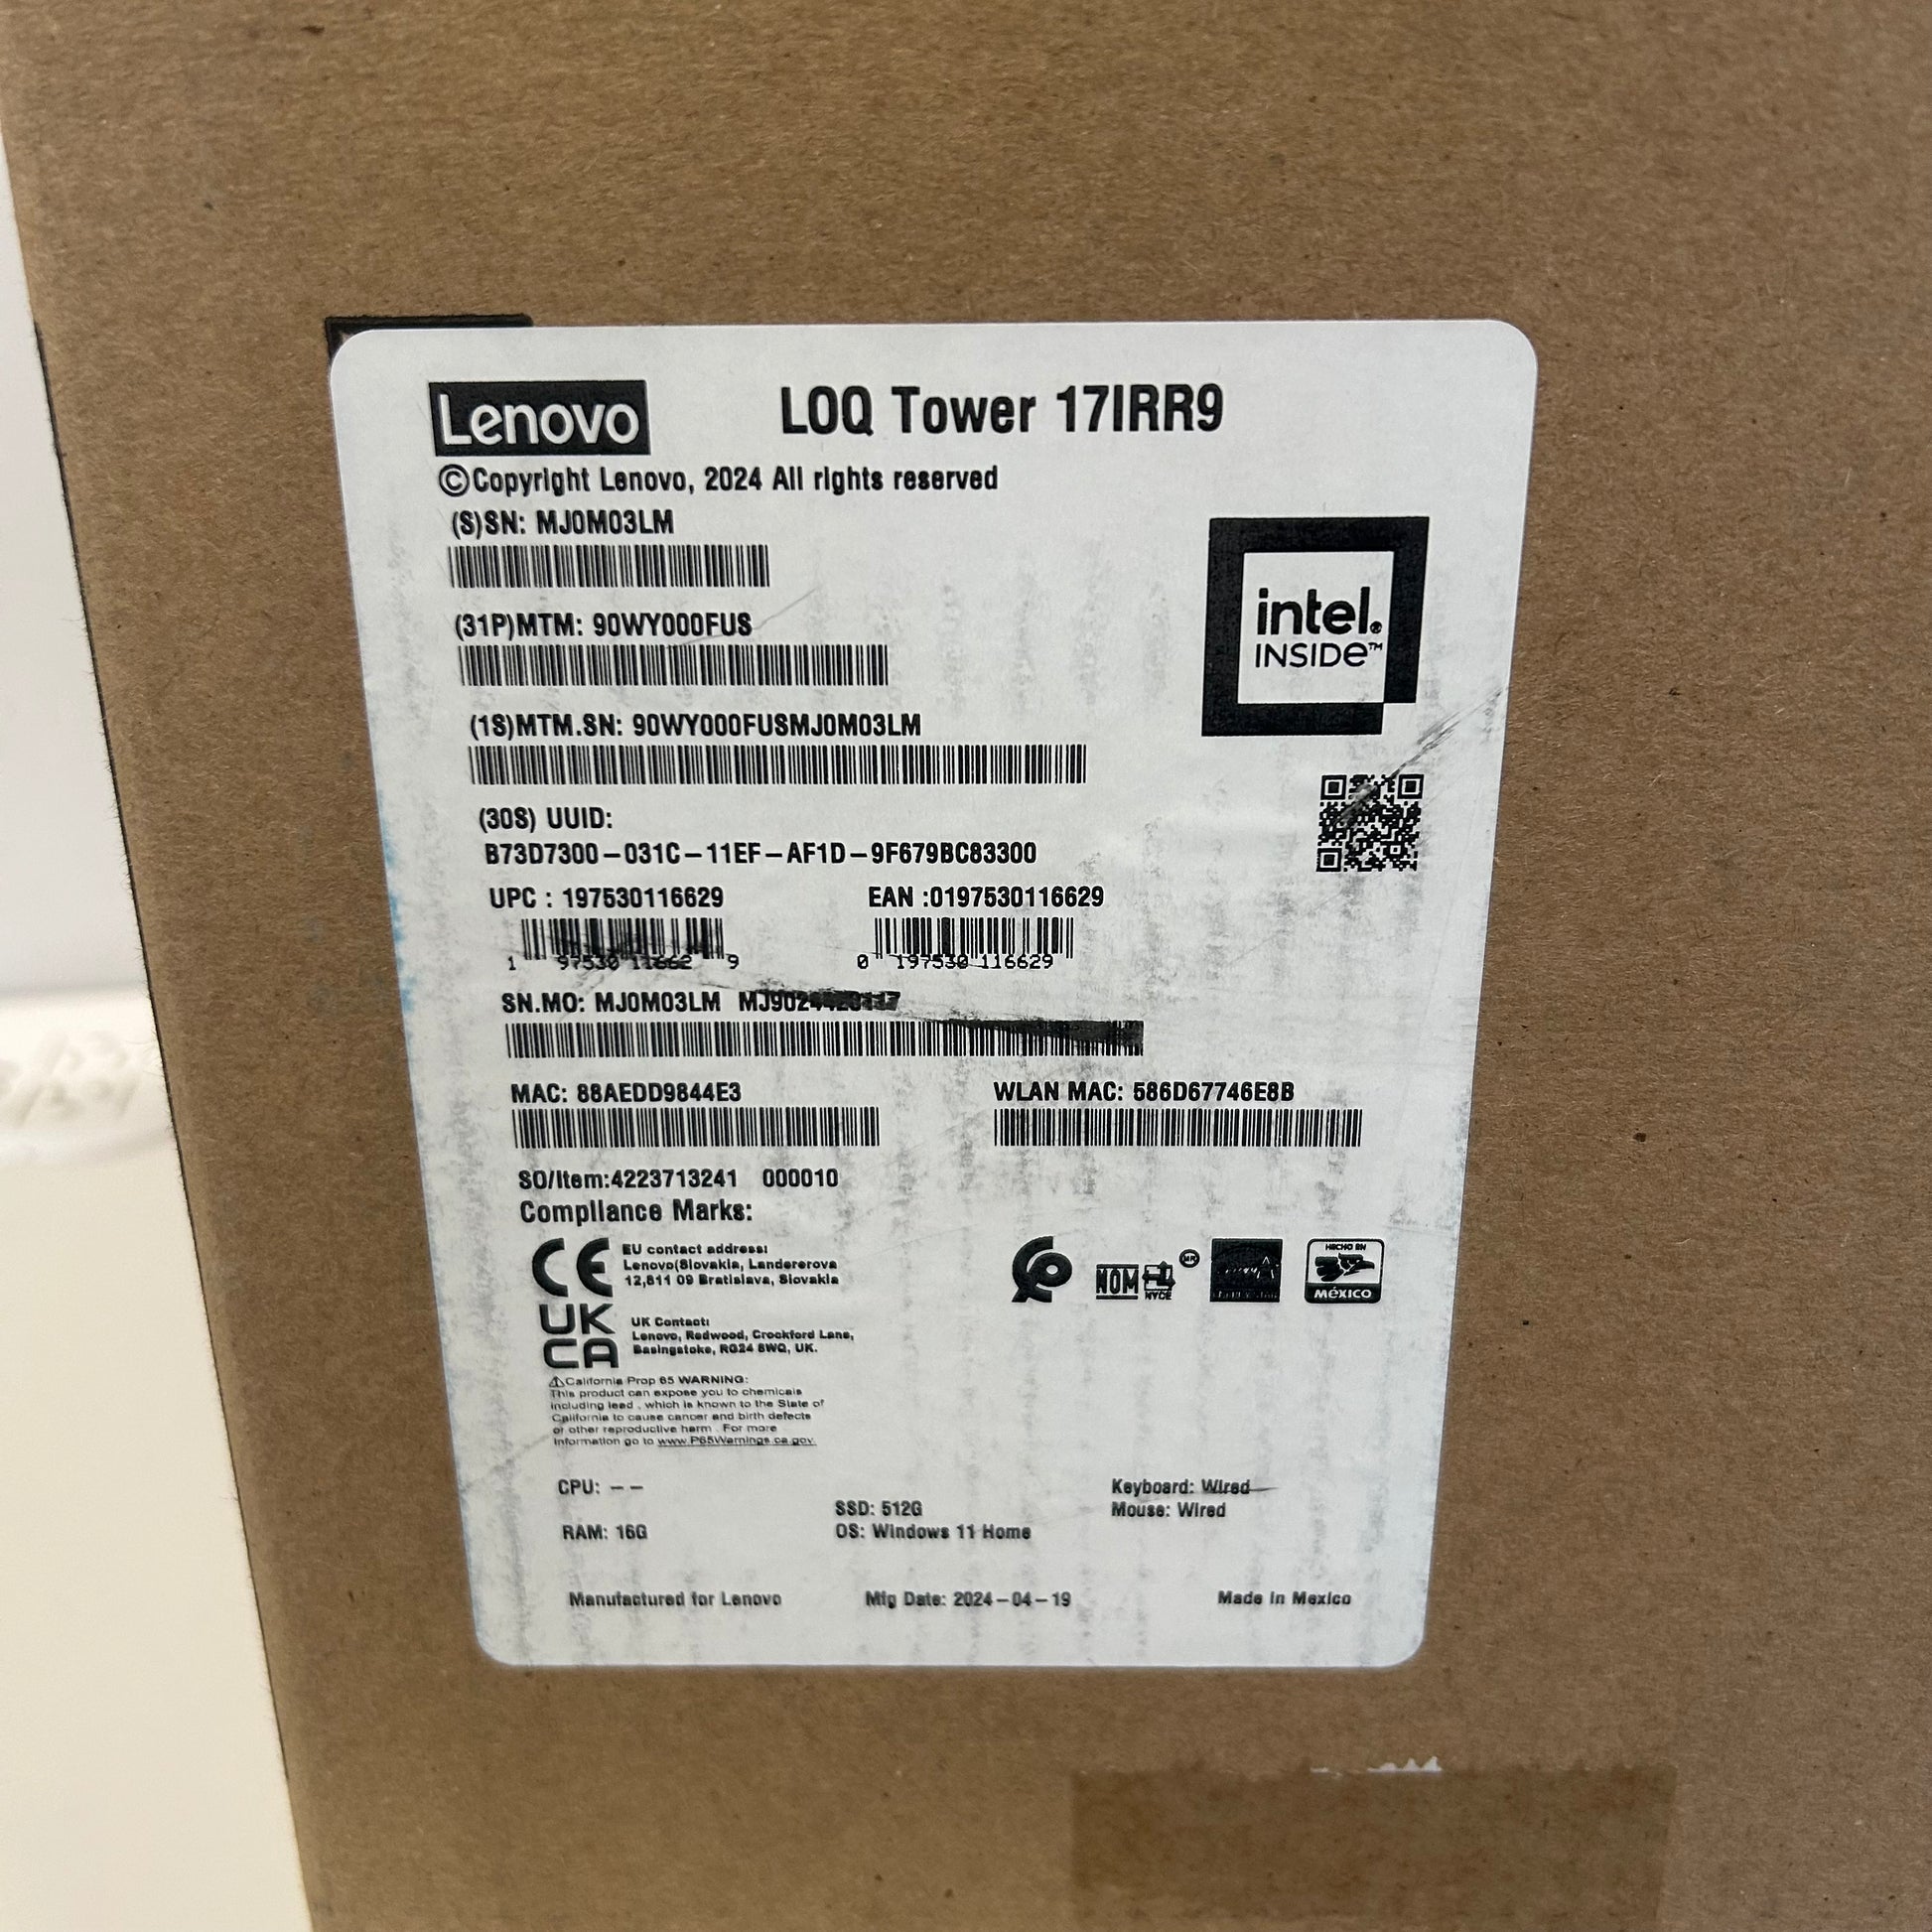 Lenovo LOQ Tower 17IRR9
©Copyright Lenovo, 2024 All rights reserved
(S)SN: MJ0M03LM
intel.
INSIDE™
(31P)MTM: 90WY000FUS
(1S)MTM.SN: 90WY000FUSMJ0M03LM
(30S) UUID:
B73D7300-031C-11EF-AF1D-9F679BC83300
UPC : 197530116629 EAN :0197530116629
1 97530 11662 9 0 197530 116629
SN.MO: MJ0M03LM
MAC: 88AEDD9844E3 WLAN MAC: 586D67746E8B
SO/Item:4223713241 000010
Compliance Marks:
CE
EU contact address:
Lenovo(Slovakia, Landererova
12,811 09 Bratislava, Slovakia
NOM NYCE
HECHO EN
MéXICO
UK
CA
UK Contact:
Lenovo, Redwood, Crockford Lane,
Basingstoke, RG24 8WQ, UK.
⚠California Prop 65 WARNING:
This product can expose you to chemicals
including lead , which is known to the State of
California to cause cancer and birth defects
or other reproductive harm . For more
information go to www.P65Warnings.ca.gov.
CPU: -- Keyboard: Wired
SSD: 512G Mouse: Wired
RAM: 16G OS: Windows 11 Home
Manufactured for Lenovo Mfg Date: 2024-04-19 Made in Mexico